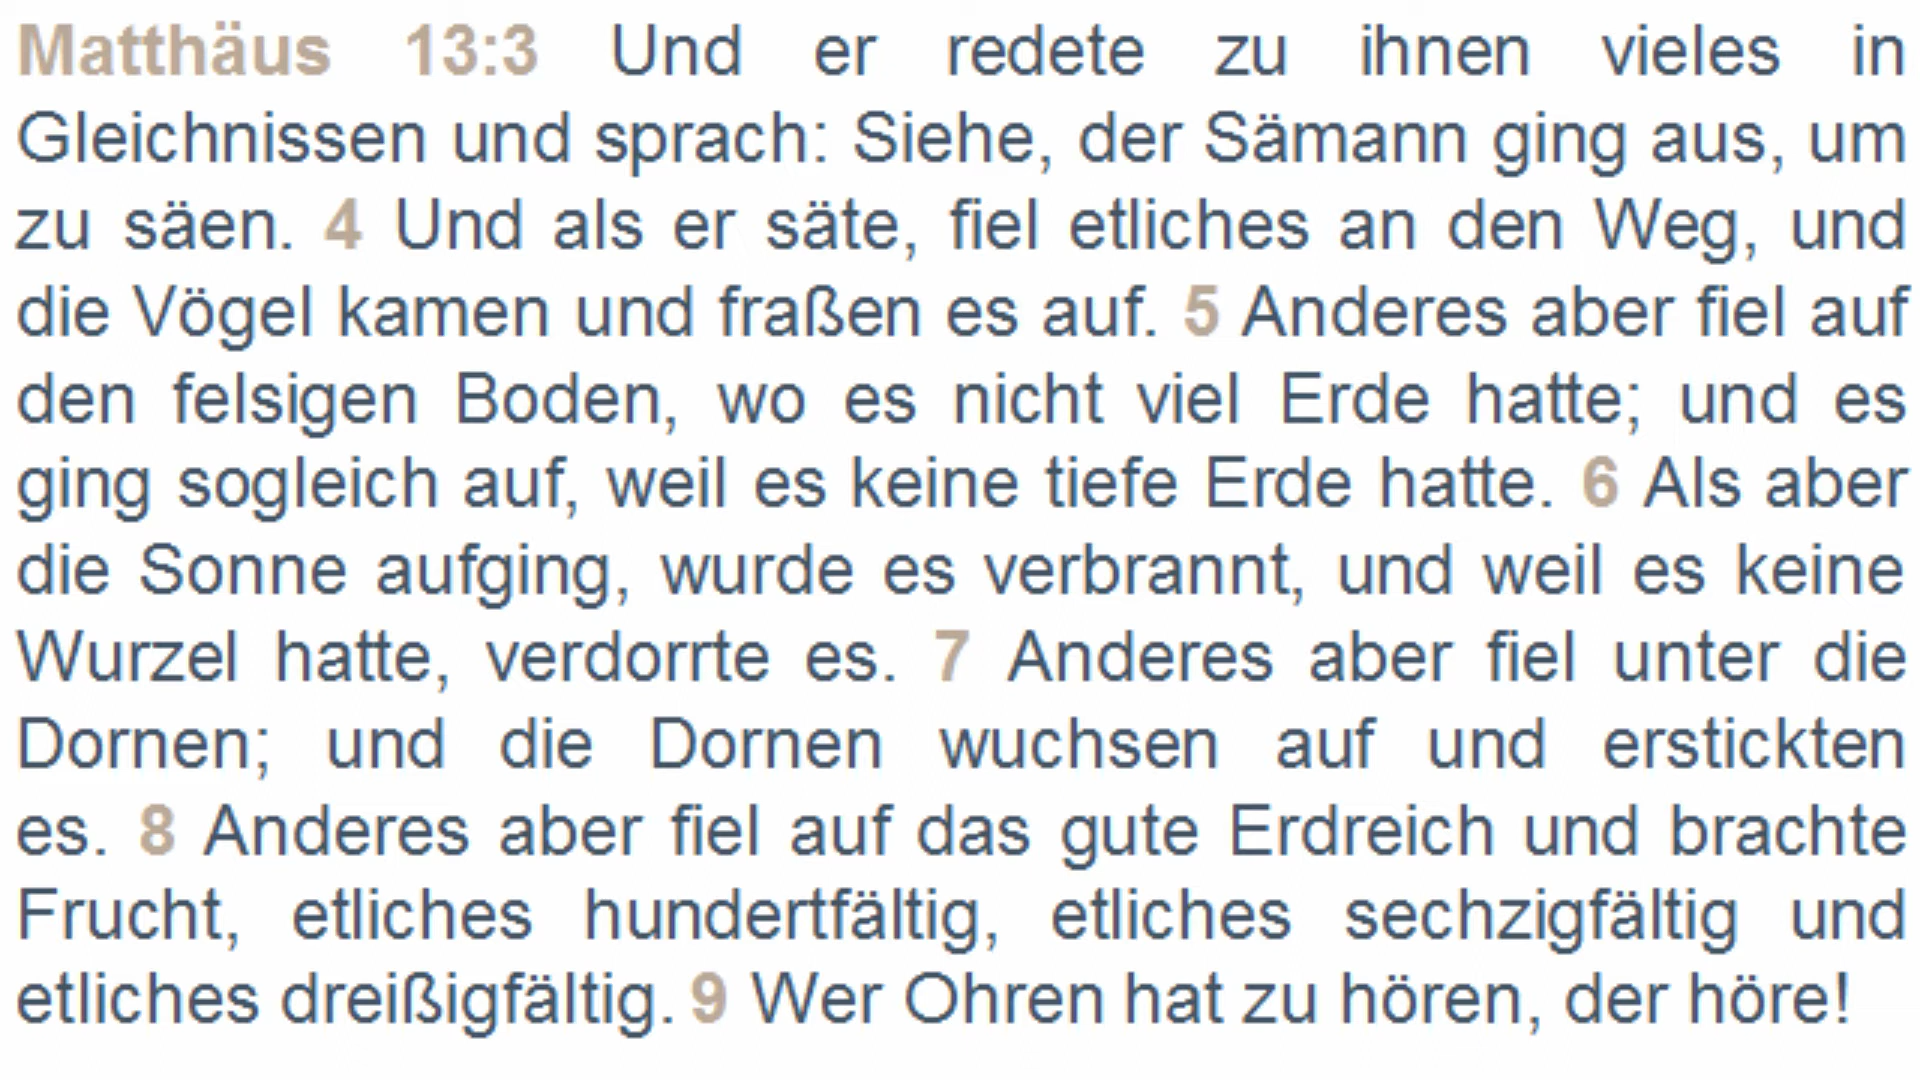 Matthäus 13:3 Und er redete zu ihnen vieles in
Gleichnissen und sprach: Siehe, der Sämann ging aus, um
zu säen. 4 Und als er säte, fiel etliches an den Weg, und
die Vögel kamen und fraßen es auf. 5 Anderes aber fiel auf
den felsigen Boden, wo es nicht viel Erde hatte; und es
ging sogleich auf, weil es keine tiefe Erde hatte. 6 Als aber
die Sonne aufging, wurde es verbrannt, und weil es keine
Wurzel hatte, verdorrte es. 7 Anderes aber fiel unter die
Dornen; und die Dornen wuchsen auf und erstickten
es. 8 Anderes aber fiel auf das gute Erdreich und brachte
Frucht, etliches hundertfältig, etliches sechzigfältig und
etliches dreißigfältig. 9 Wer Ohren hat zu hören, der höre!